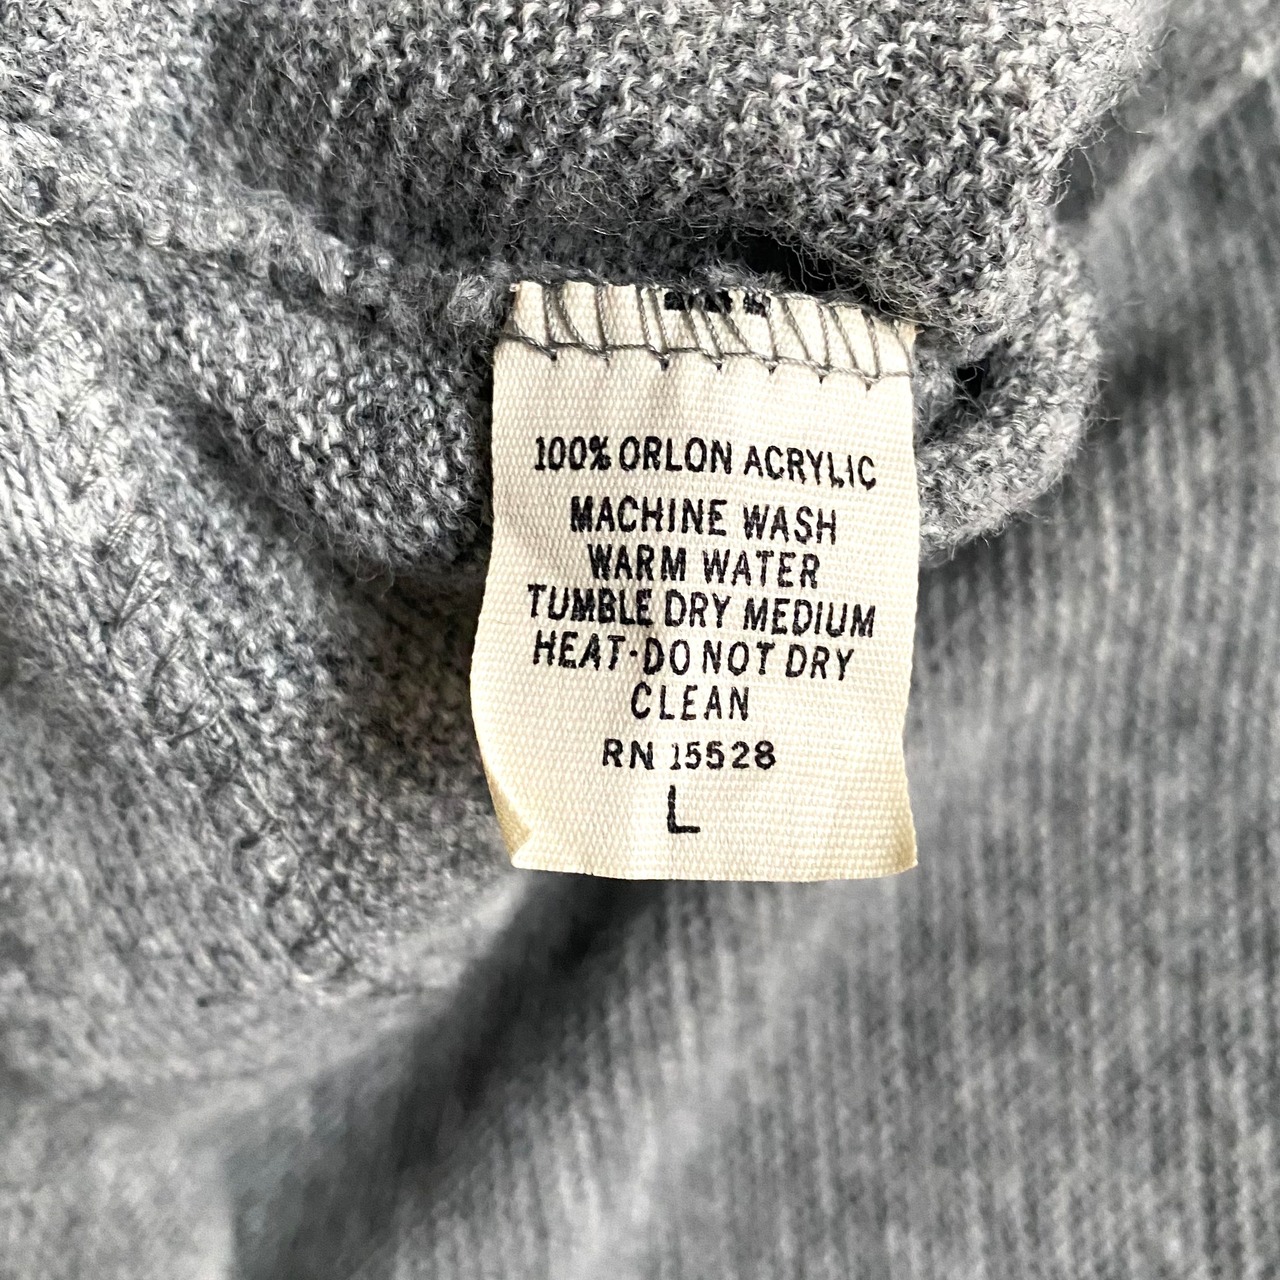 100% ORLON ACRYLIC
MACHINE WASH
WARM WATER
TUMBLE DRY MEDIUM
HEAT-DO NOT DRY
CLEAN
RN 15528
L